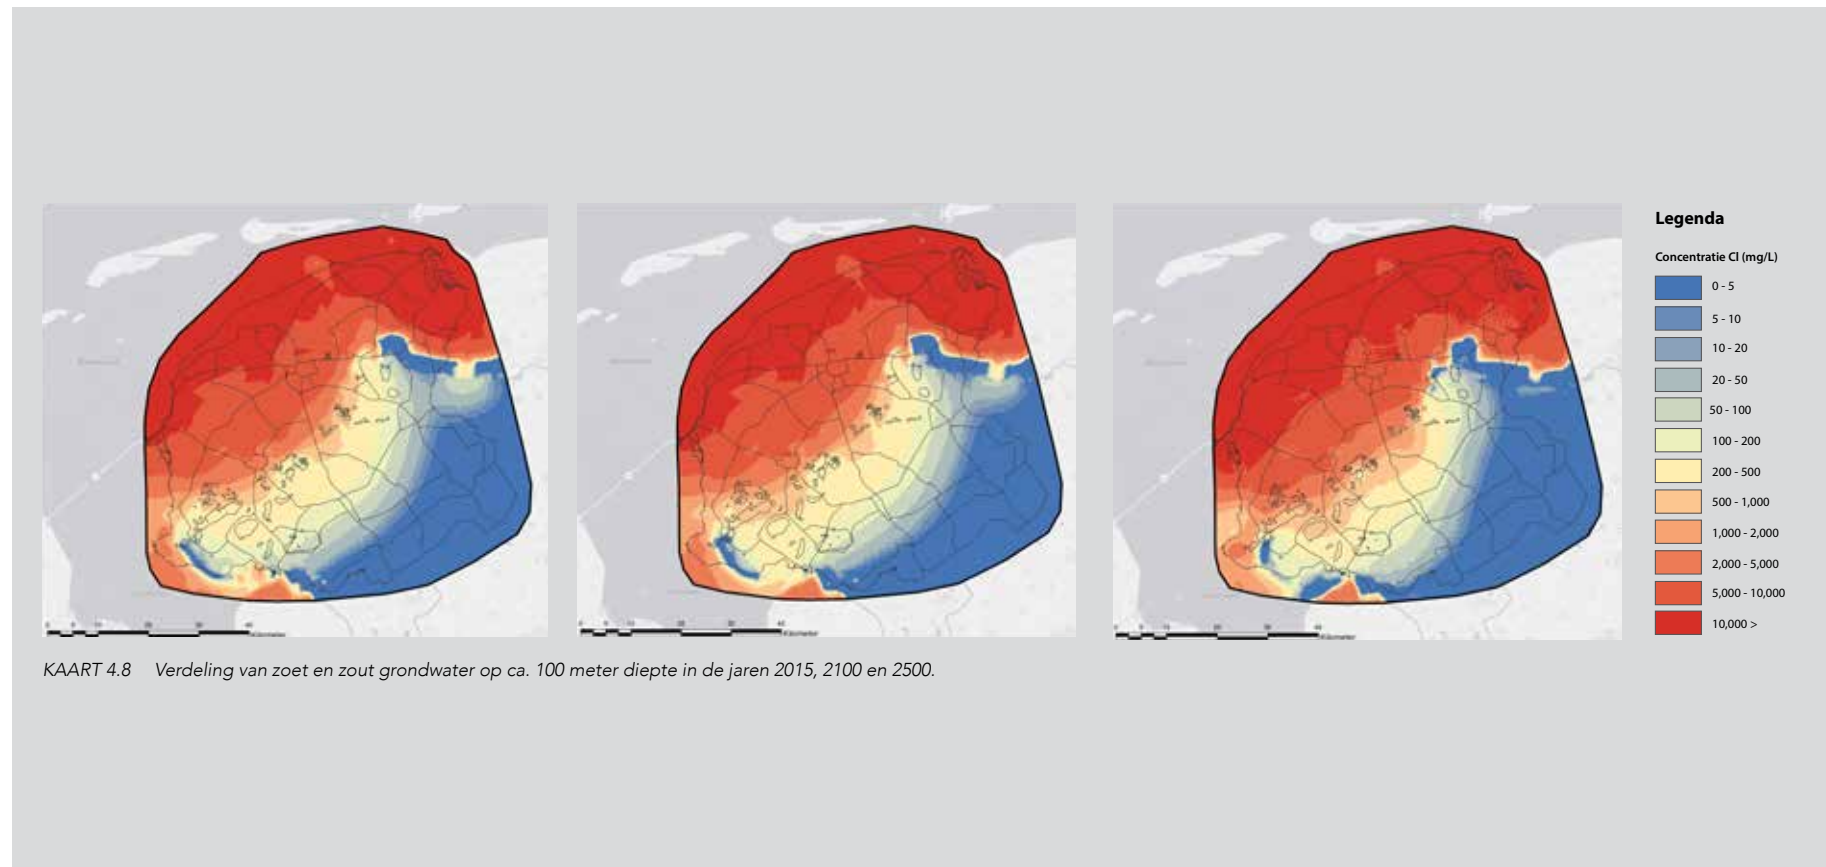 Legenda
Concentratie Cl (mg/L)
0 - 5
5 - 10
10 - 20
20 - 50
50 - 100
100 - 200
200 - 500
500 - 1,000
1,000 - 2,000
2,000 - 5,000
5,000 - 10,000
10,000 >
KAART 4.8 Verdeling van zoet en zout grondwater op ca. 100 meter diepte in de jaren 2015, 2100 en 2500.